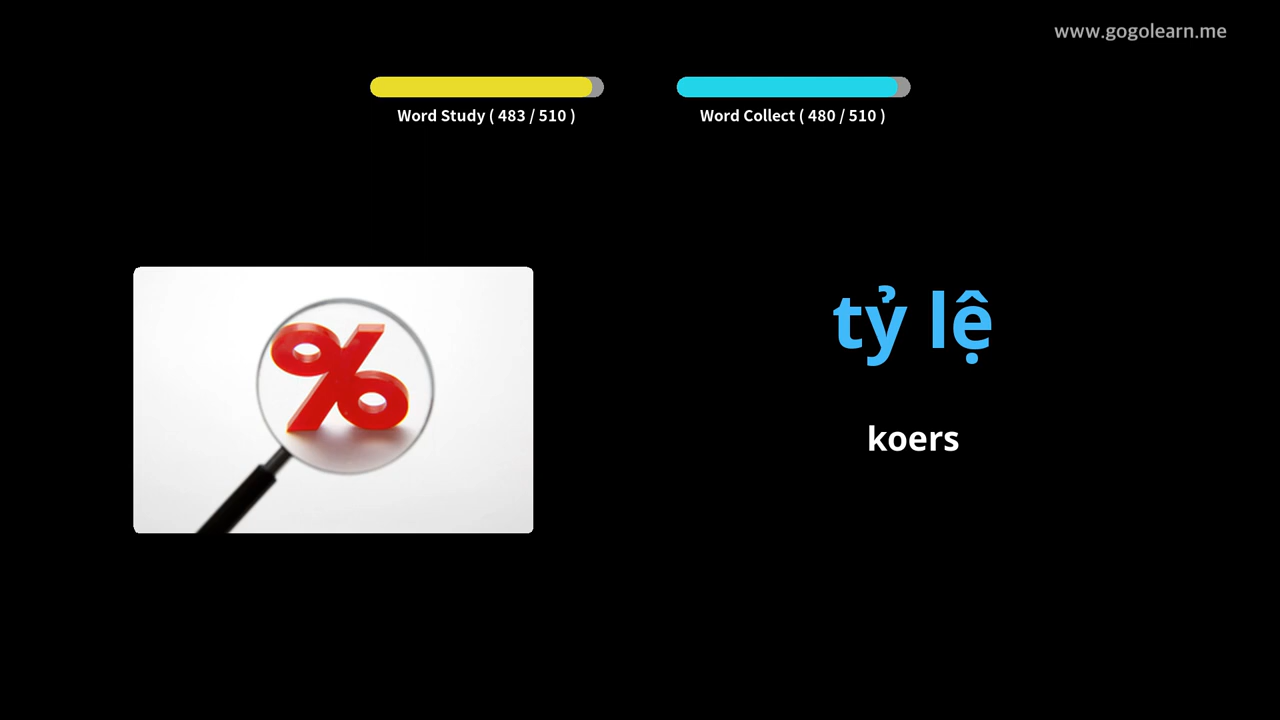 www.gogolearn.me
Word Study ( 483 / 510 )
Word Collect ( 480 / 510 )
%
tỷ lệ
koers